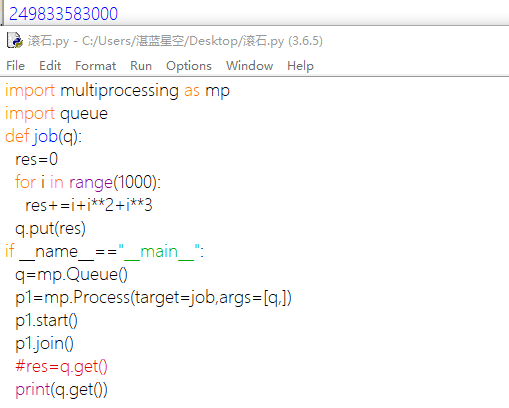 249833583000
滚石.py - C:/Users/湛蓝星空/Desktop/滚石.py (3.6.5)
File Edit Format Run Options Window Help
import multiprocessing as mp
import queue
def job(q):
  res=0
  for i in range(1000):
    res+=i+i**2+i**3
  q.put(res)
if __name__=="__main__":
  q=mp.Queue()
  p1=mp.Process(target=job,args=[q,])
  p1.start()
  p1.join()
  #res=q.get()
  print(q.get())